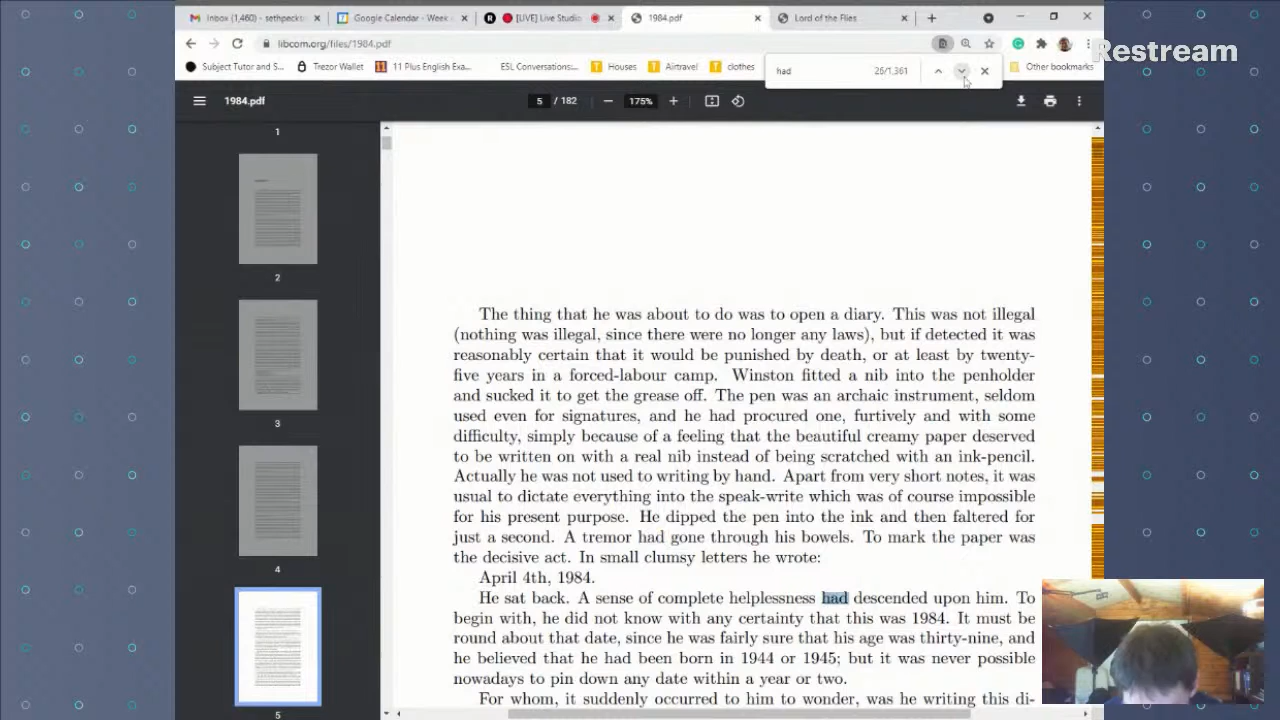 Inbox (1,460) - sethpecktu
Google Calendar - Week
[LIVE] Live Studio
1984.pdf
Lord of the Flies
libcom.org/files/1984.pdf
Restream
Subject Tutor and S...
Trezor Wallet
11 Plus English Exa...
ESL Conversations:...
Houses
Airtravel
clothes
had
26/1,361
Other bookmarks
1984.pdf
5 / 182
175%
1
2
3
4
5
The thing that he was about to do was to open a diary. This was not illegal
(nothing was illegal, since there were no longer any laws), but if detected it was
reasonably certain that it would be punished by death, or at least by twenty-
five years in a forced-labour camp. Winston fitted a nib into the penholder
and sucked it to get the grease off. The pen was an archaic instrument, seldom
used even for signatures, and he had procured one, furtively and with some
difficulty, simply because of a feeling that the beautiful creamy paper deserved
to be written on with a real nib instead of being scratched with an ink-pencil.
Actually he was not used to writing by hand. Apart from very short notes, it was
usual to dictate everything into the speak-write which was of course impossible
for his present purpose. He dipped the pen into the ink and then faltered for
just a second. A tremor had gone through his bowels. To mark the paper was
the decisive act. In small clumsy letters he wrote:
April 4th, 1984.
He sat back. A sense of complete helplessness had descended upon him. To
begin with he did not know with any certainty that this was 1984. It must be
round about that date, since he was fairly sure that his age was thirty-nine, and
he believed that he had been born in 1944 or 1945; but it was never possible
nowadays to pin down any date within a year or two.
For whom, it suddenly occurred to him to wonder, was he writing this di-